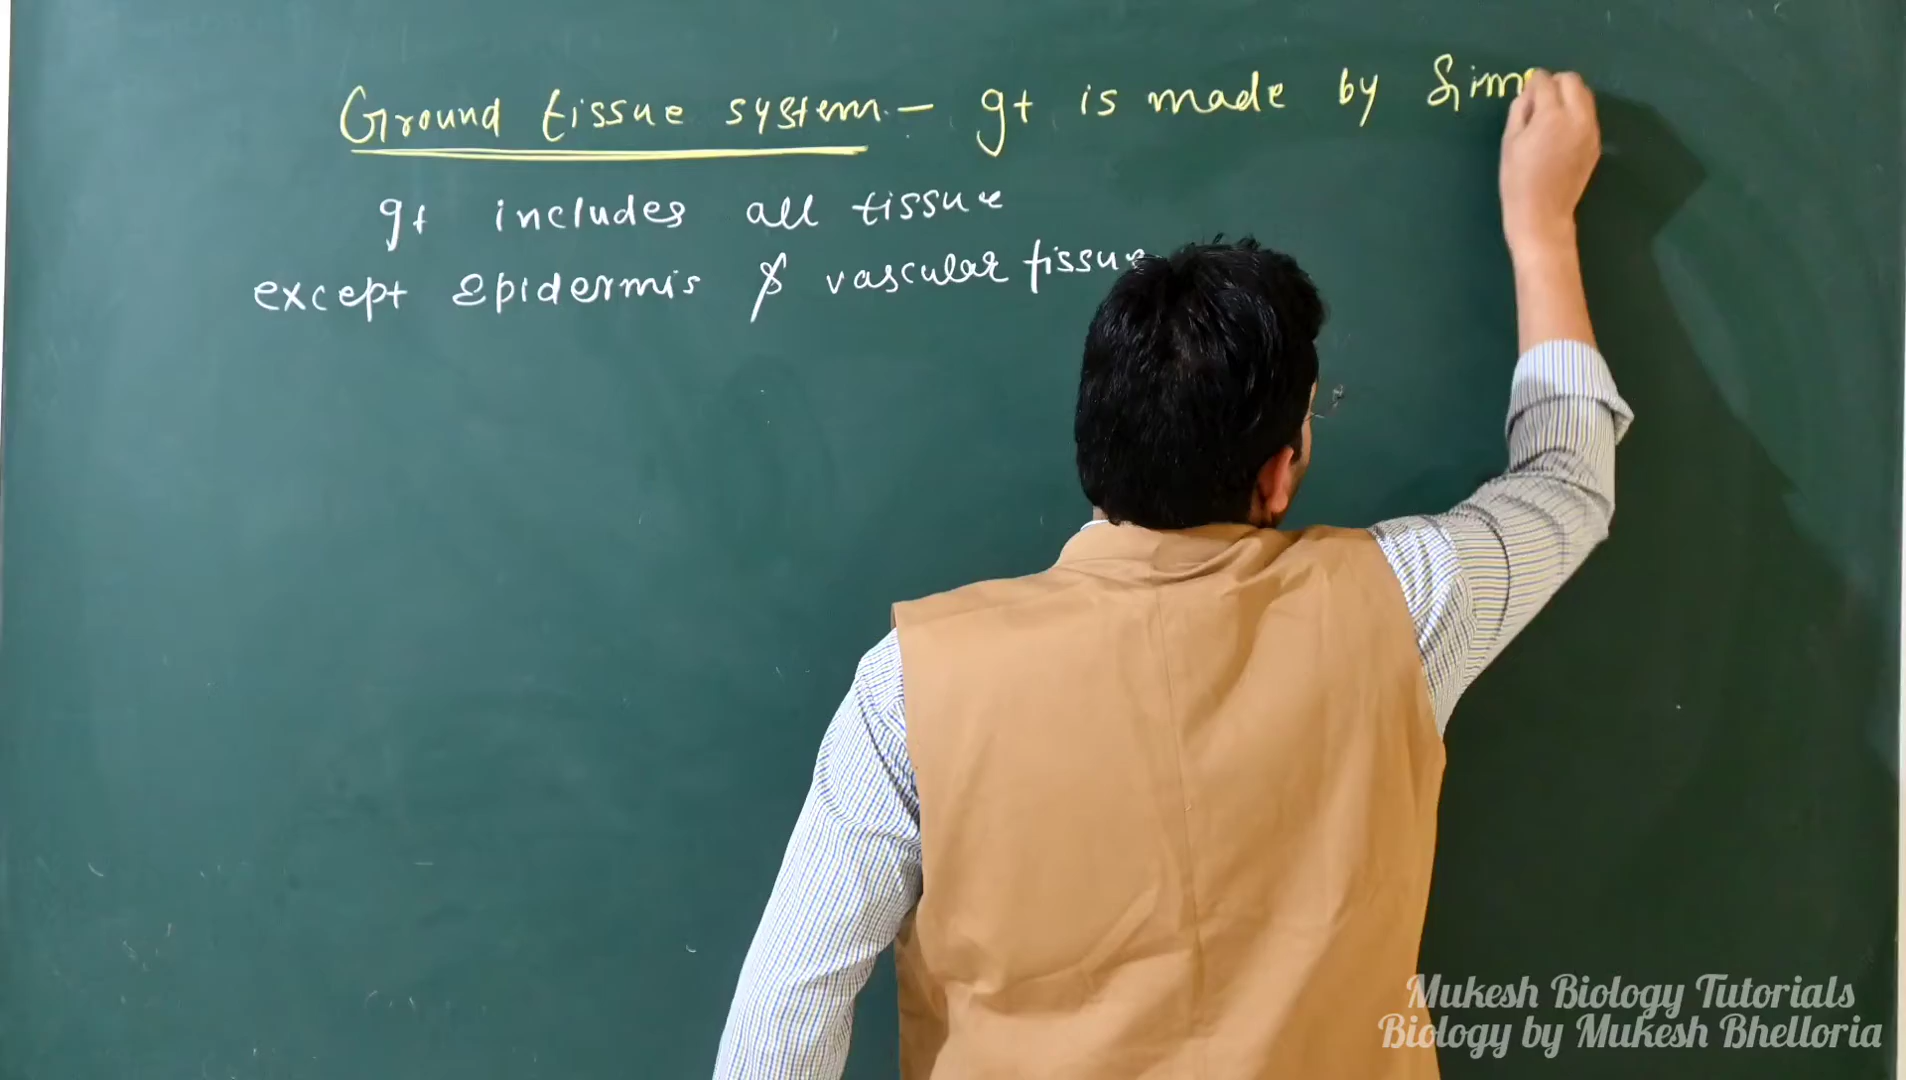 Ground tissue system - gt is made by Sim
gt includes all tissue
except Epidermis & vascular tissue
Mukesh Biology Tutorials
Biology by Mukesh Bhelloria